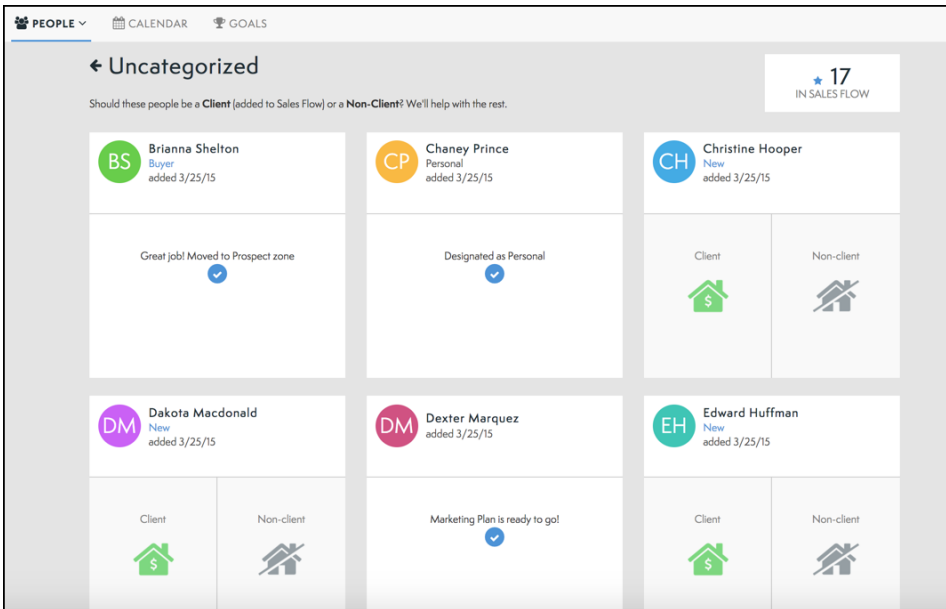 PEOPLE
CALENDAR
GOALS
Uncategorized
Should these people be a Client (added to Sales Flow) or a Non-Client? We'll help with the rest.
17
IN SALES FLOW
BS
Brianna Shelton
Buyer
added 3/25/15
Great job! Moved to Prospect zone
CP
Chaney Prince
Personal
added 3/25/15
Designated as Personal
CH
Christine Hooper
New
added 3/25/15
Client
Non-client
$
DM
Dakota Macdonald
New
added 3/25/15
Client
Non-client
$
DM
Dexter Marquez
added 3/25/15
Marketing Plan is ready to go!
EH
Edward Huffman
New
added 3/25/15
Client
Non-client
$